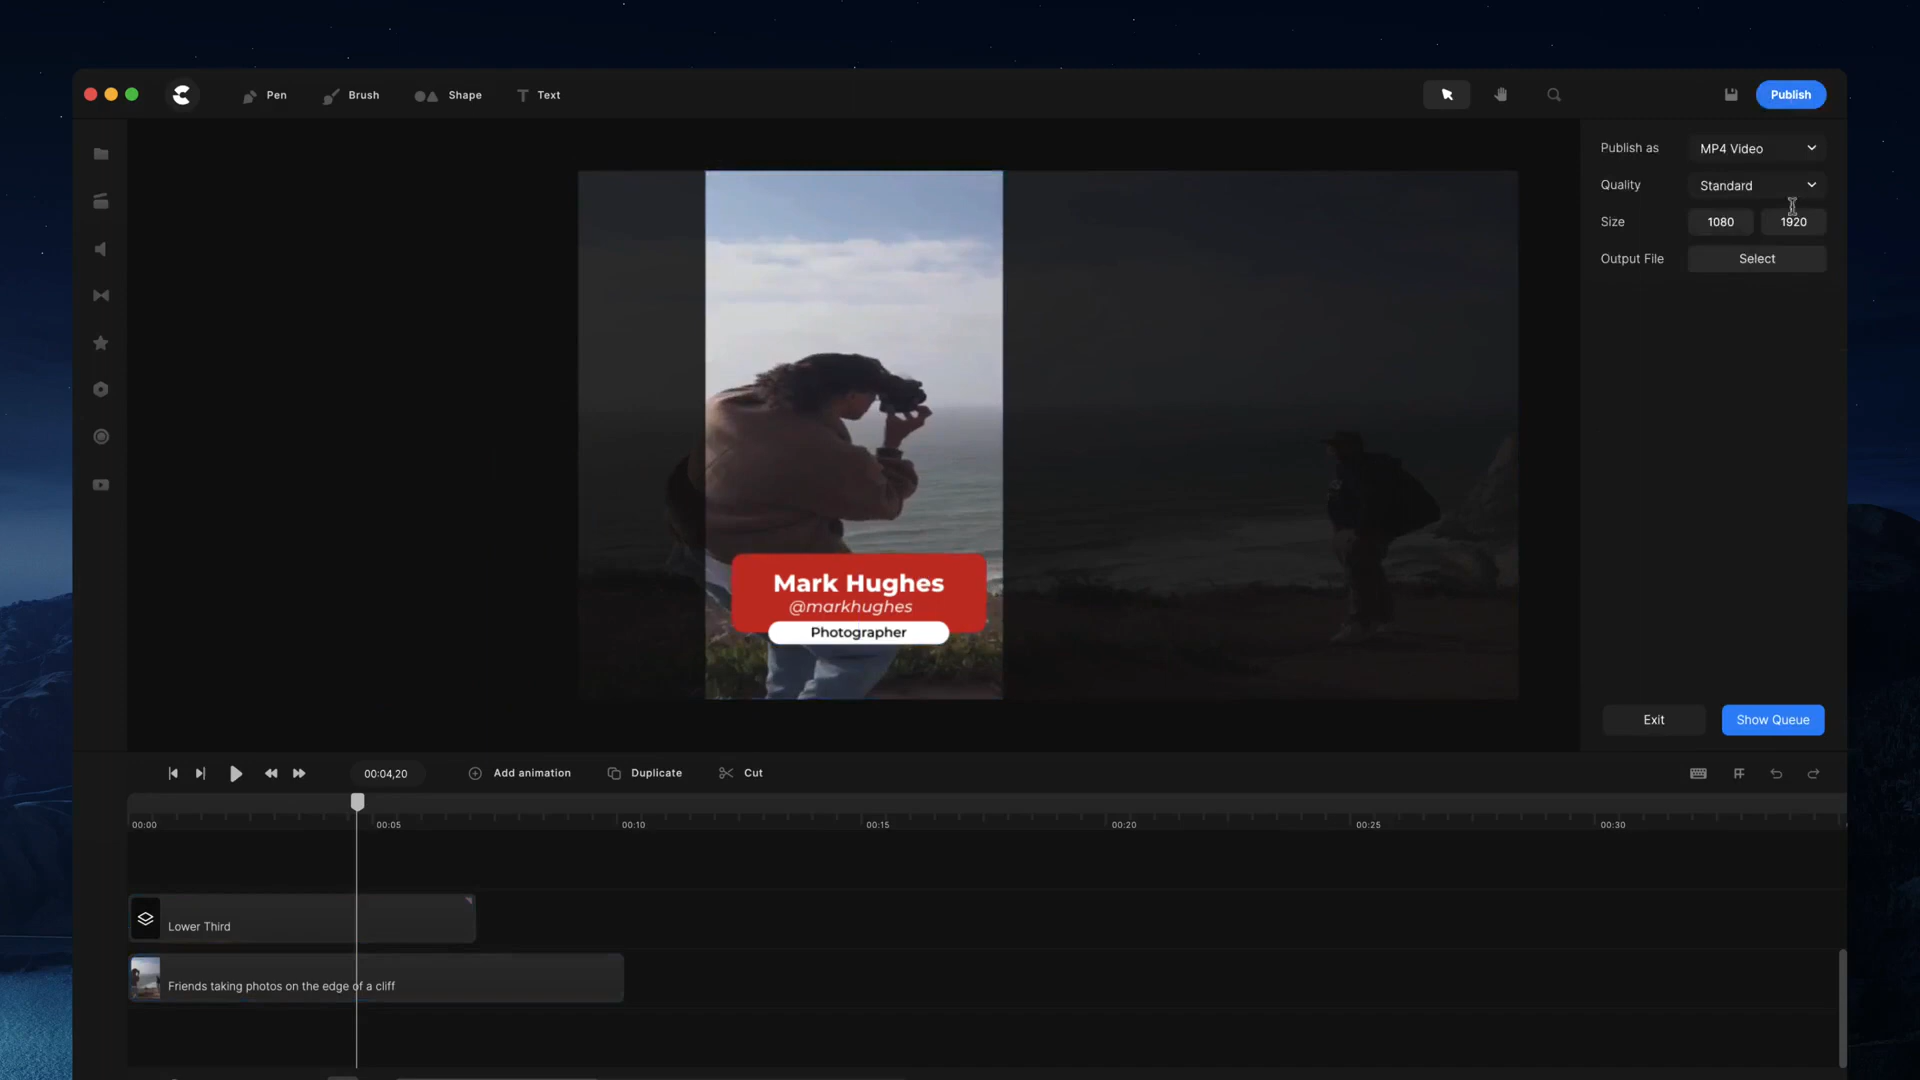 Pen Brush Shape Text Publish
Publish as MP4 Video
Quality Standard
Size 1080 1920
Output File Select
Mark Hughes
@markhughes
Photographer
Exit Show Queue
00:04,20 Add animation Duplicate Cut
00:00 00:05 00:10 00:15 00:20 00:25 00:30
Lower Third
Friends taking photos on the edge of a cliff